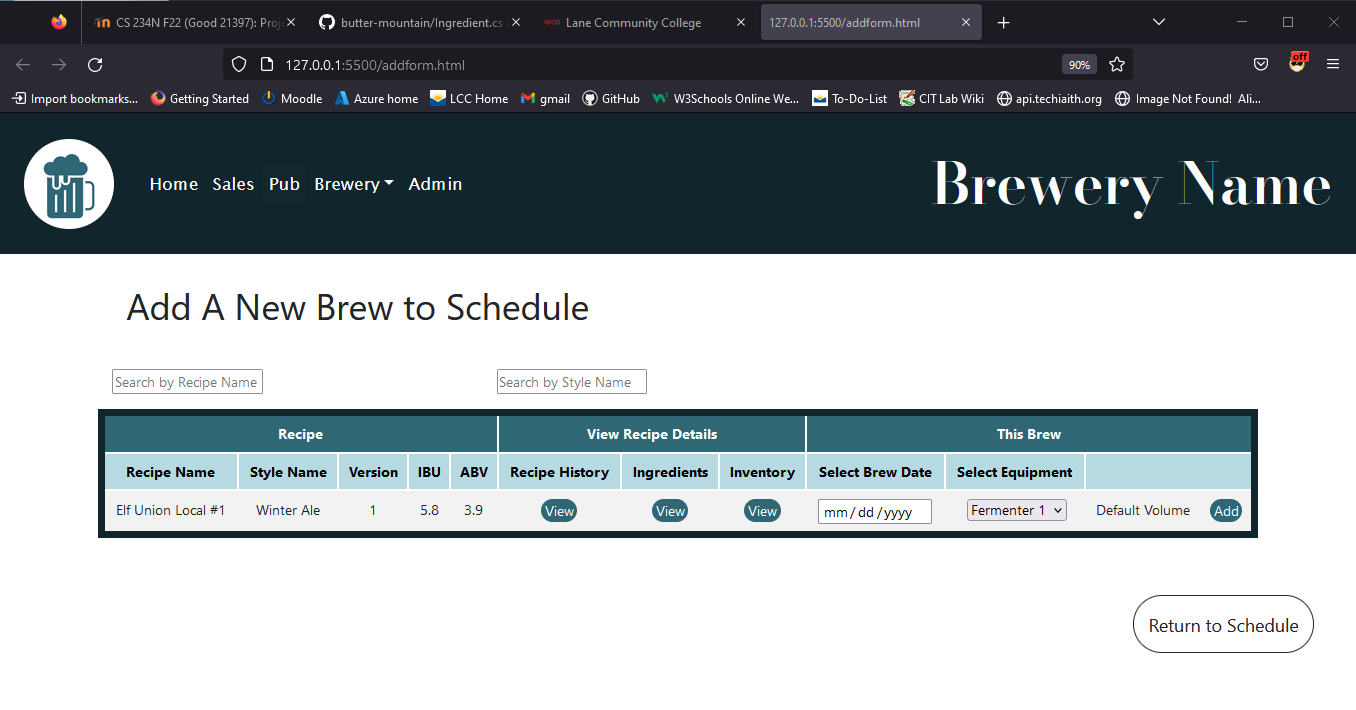 CS 234N F22 (Good 21397): Proj
butter-mountain/Ingredient.cs
WCO Lane Community College
127.0.0.1:5500/addform.html
127.0.0.1:5500/addform.html 90% off
Import bookmarks... Getting Started Moodle Azure home LCC Home gmail GitHub W3Schools Online We... To-Do-List CIT Lab Wiki api.techiaith.org Image Not Found! Ali...
Home Sales Pub Brewery Admin
Brewery Name
Add A New Brew to Schedule
Search by Recipe Name Search by Style Name
Recipe View Recipe Details This Brew
Recipe Name Style Name Version IBU ABV Recipe History Ingredients Inventory Select Brew Date Select Equipment
Elf Union Local #1 Winter Ale 1 5.8 3.9 View View View mm/dd/yyyy Fermenter 1 Default Volume Add
Return to Schedule